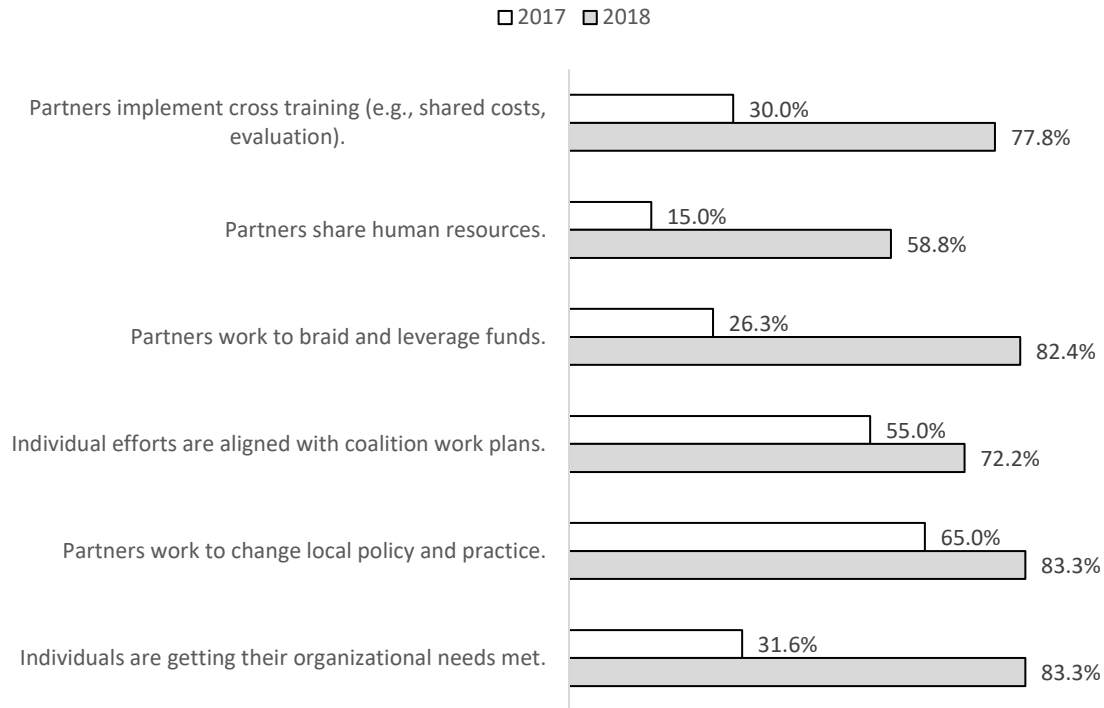 2017 2018
Partners implement cross training (e.g., shared costs,
evaluation).
30.0%
77.8%
Partners share human resources.
15.0%
58.8%
Partners work to braid and leverage funds.
26.3%
82.4%
Individual efforts are aligned with coalition work plans.
55.0%
72.2%
Partners work to change local policy and practice.
65.0%
83.3%
Individuals are getting their organizational needs met.
31.6%
83.3%